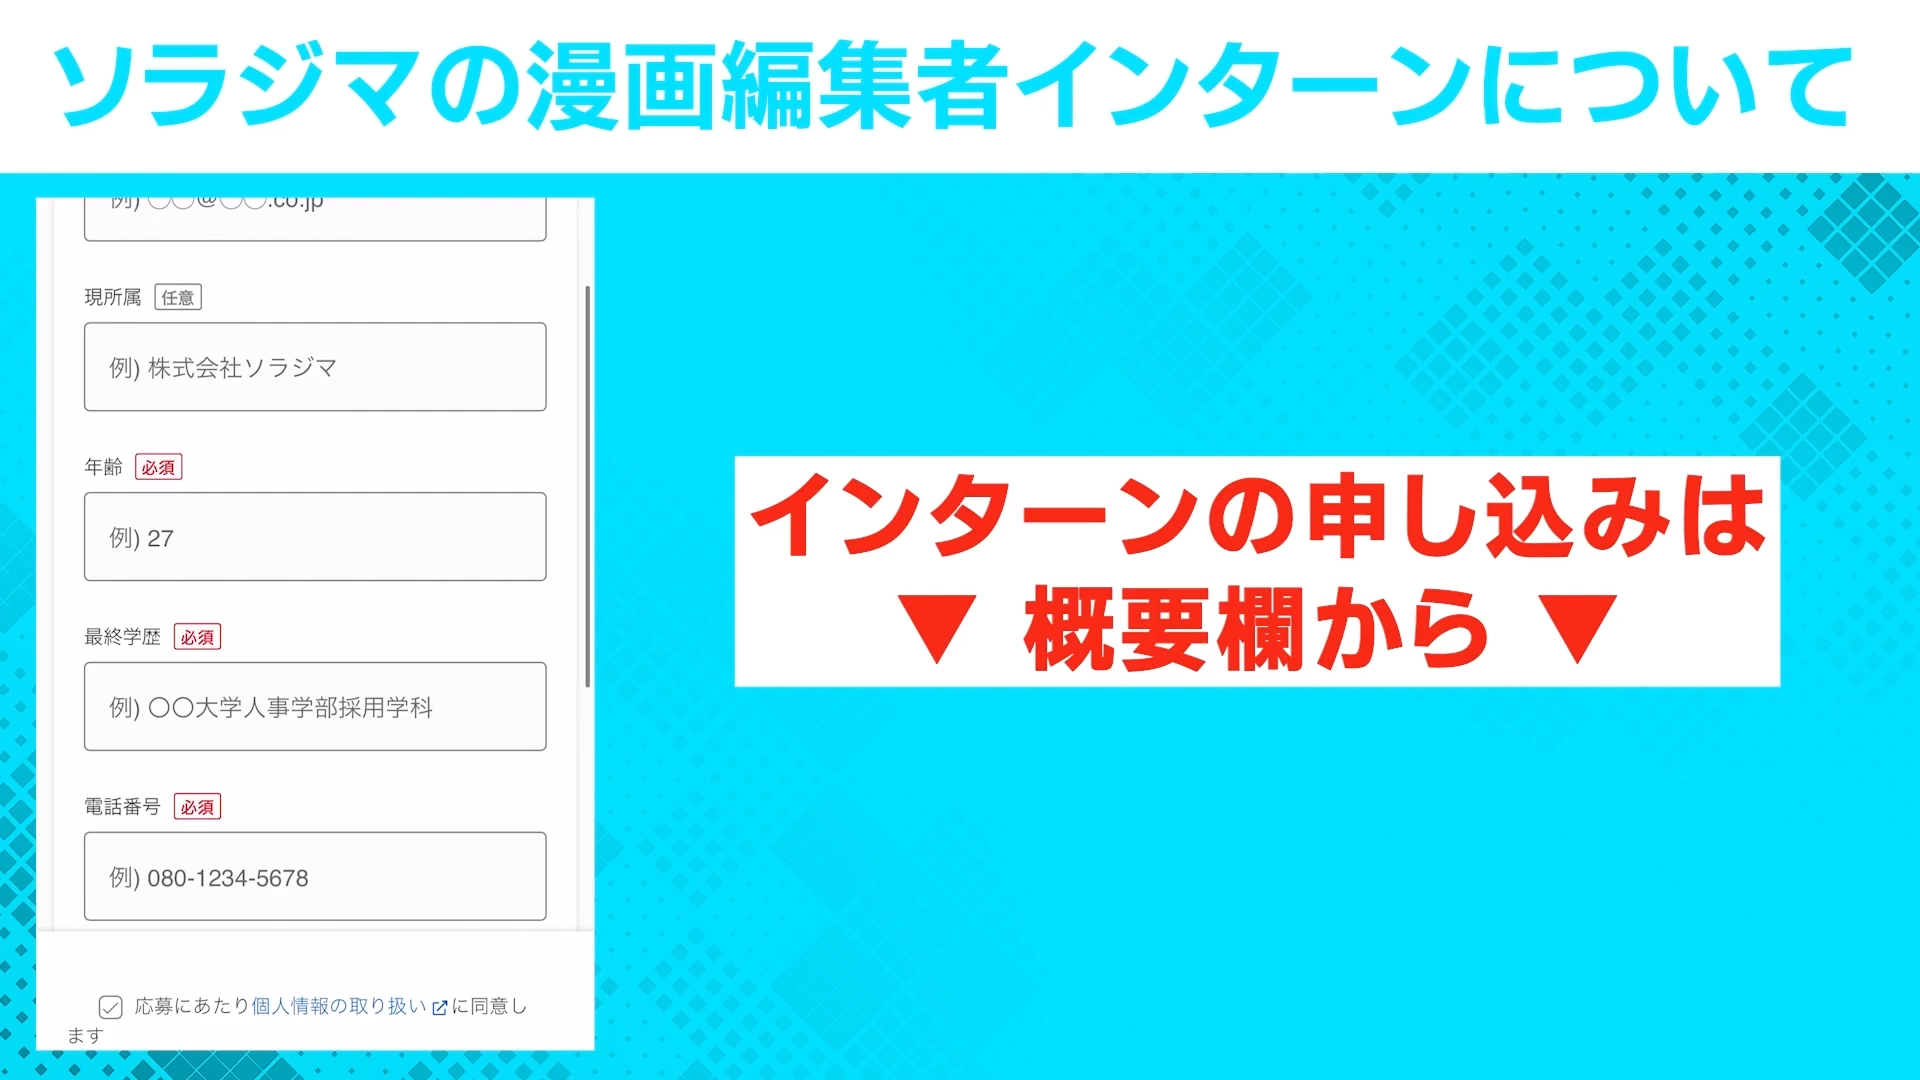 ソラジマの漫画編集者インターンについて
例) 〇〇@〇〇.co.jp
現所属 任意
例) 株式会社ソラジマ
年齢 必須
例) 27
最終学歴 必須
例) 〇〇大学人事学部採用学科
電話番号 必須
例) 080-1234-5678
応募にあたり個人情報の取り扱いに同意し
ます
インターンの申し込みは
▼ 概要欄から ▼